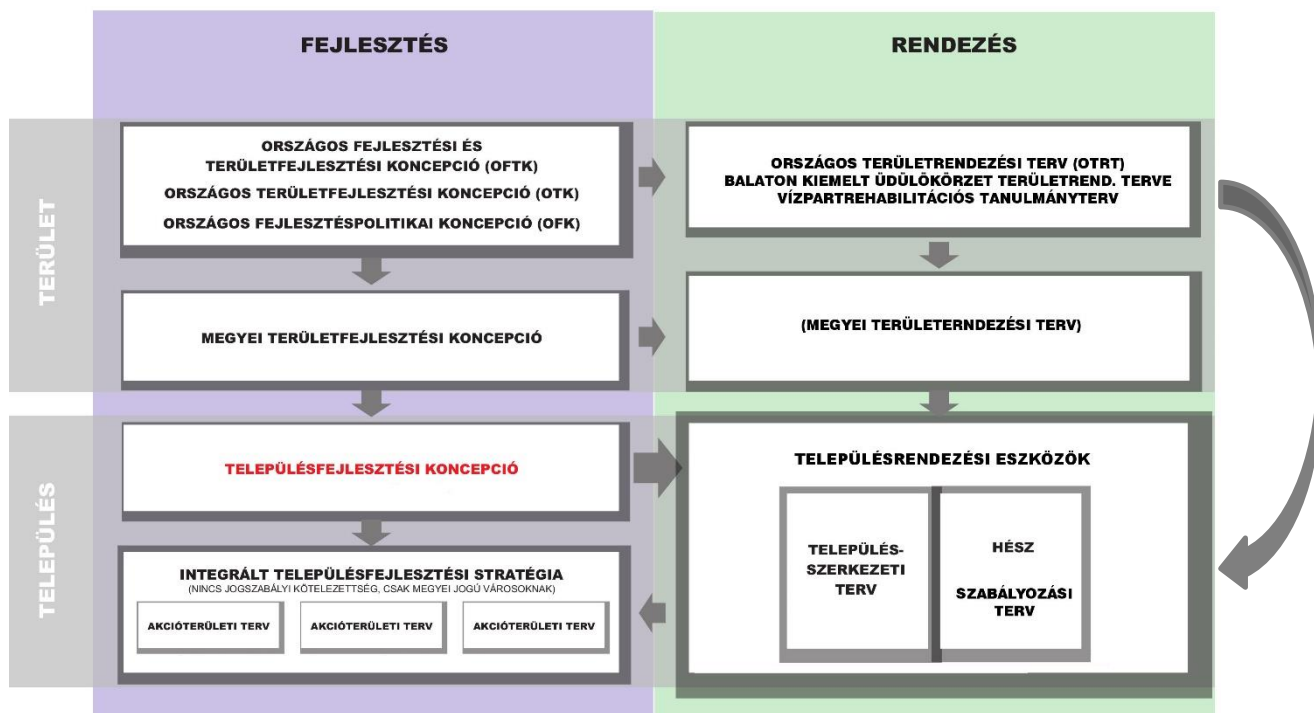 FEJLESZTÉS
RENDEZÉS
TERÜLET
ORSZÁGOS FEJLESZTÉSI ÉS
TERÜLETFEJLESZTÉSI KONCEPCIÓ (OFTK)
ORSZÁGOS TERÜLETFEJLESZTÉSI KONCEPCIÓ (OTK)
ORSZÁGOS FEJLESZTÉSPOLITIKAI KONCEPCIÓ (OFK)
ORSZÁGOS TERÜLETRENDEZÉSI TERV (OTRT)
BALATON KIEMELT ÜDÜLÖKÖRZET TERÜLETREND. TERVE
VÍZPARTREHABILITÁCIÓS TANULMÁNYTERV
MEGYEI TERÜLETFEJLESZTÉSI KONCEPCIÓ
(MEGYEI TERÜLETERNDEZÉSI TERV)
TELEPÜLÉS
TELEPÜLÉSFEJLESZTÉSI KONCEPCIÓ
TELEPÜLÉSRENDEZÉSI ESZKÖZÖK
TELEPÜLÉS-
SZERKEZETI
TERV
HÉSZ
SZABÁLYOZÁSI
TERV
INTEGRÁLT TELEPÜLÉSFEJLESZTÉSI STRATÉGIA
(NINCS JOGSZABÁLYI KÖTELEZETTSÉG, CSAK MEGYEI JOGÚ VÁROSOKNAK)
AKCIÓTERÜLETI TERV
AKCIÓTERÜLETI TERV
AKCIÓTERÜLETI TERV